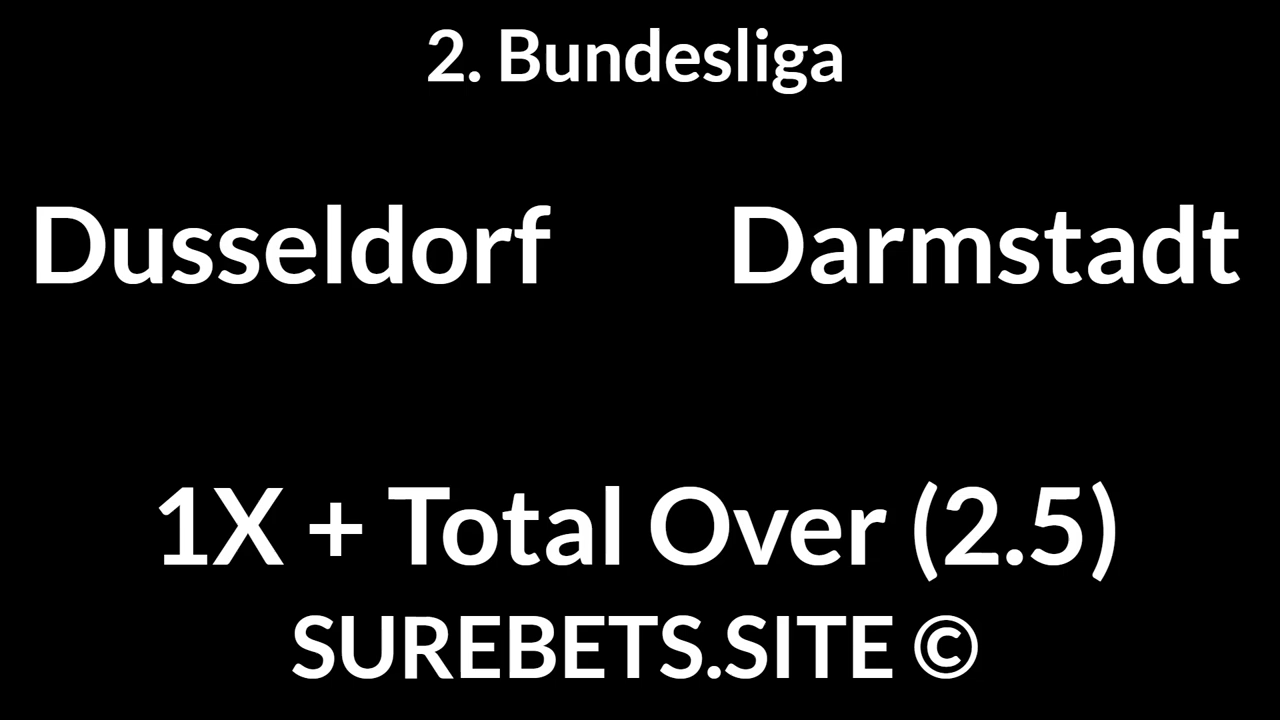 2. Bundesliga
Dusseldorf Darmstadt
1X + Total Over (2.5)
SUREBETS.SITE ©